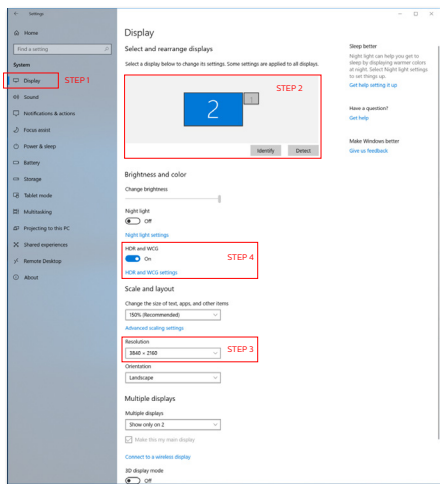 Settings
Home
Find a setting
System
Display
STEP 1
Sound
Notifications & actions
Focus assist
Power & sleep
Battery
Storage
Tablet mode
Multitasking
Projecting to this PC
Shared experiences
Remote Desktop
About
Display
Select and rearrange displays
Select a display below to change its settings. Some settings are applied to all displays.
STEP 2
2
1
Identify
Detect
Brightness and color
Change brightness
Night light
Off
Night light settings
HDR and WCG
On
STEP 4
HDR and WCG settings
Scale and layout
Change the size of text, apps, and other items
150% (Recommended)
Advanced scaling settings
Resolution
3840 × 2160
STEP 3
Orientation
Landscape
Multiple displays
Multiple displays
Show only on 2
Make this my main display
Connect to a wireless display
3D display mode
Off
Sleep better
Night light can help you get to
sleep by displaying warmer colors
at night. Select Night light settings
to set things up.
Get help setting it up
Have a question?
Get help
Make Windows better
Give us feedback